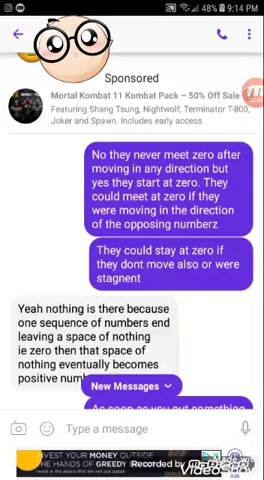 9:14 PM
48%
Sponsored
Mortal Kombat 11 Kombat Pack – 50% Off Sale
Featuring Shang Tsung, Nightwolf, Terminator T-800,
Joker and Spawn. Includes early access.
No they never meet zero after
moving in any direction but
yes they start at zero. They
could meet at zero if they
were moving in the direction
of the opposing numberz
They could stay at zero if
they dont move also or were
stagnent
Yeah nothing is there because
one sequence of numbers end
leaving a space of nothing
ie zero then that space of
nothing eventually becomes
positive
New Messages
As soon as you put something
Type a message
INVEST YOUR MONEY OUTSIDE
THE HANDS OF GREEDY
Ads
Recorded by
VideoShow